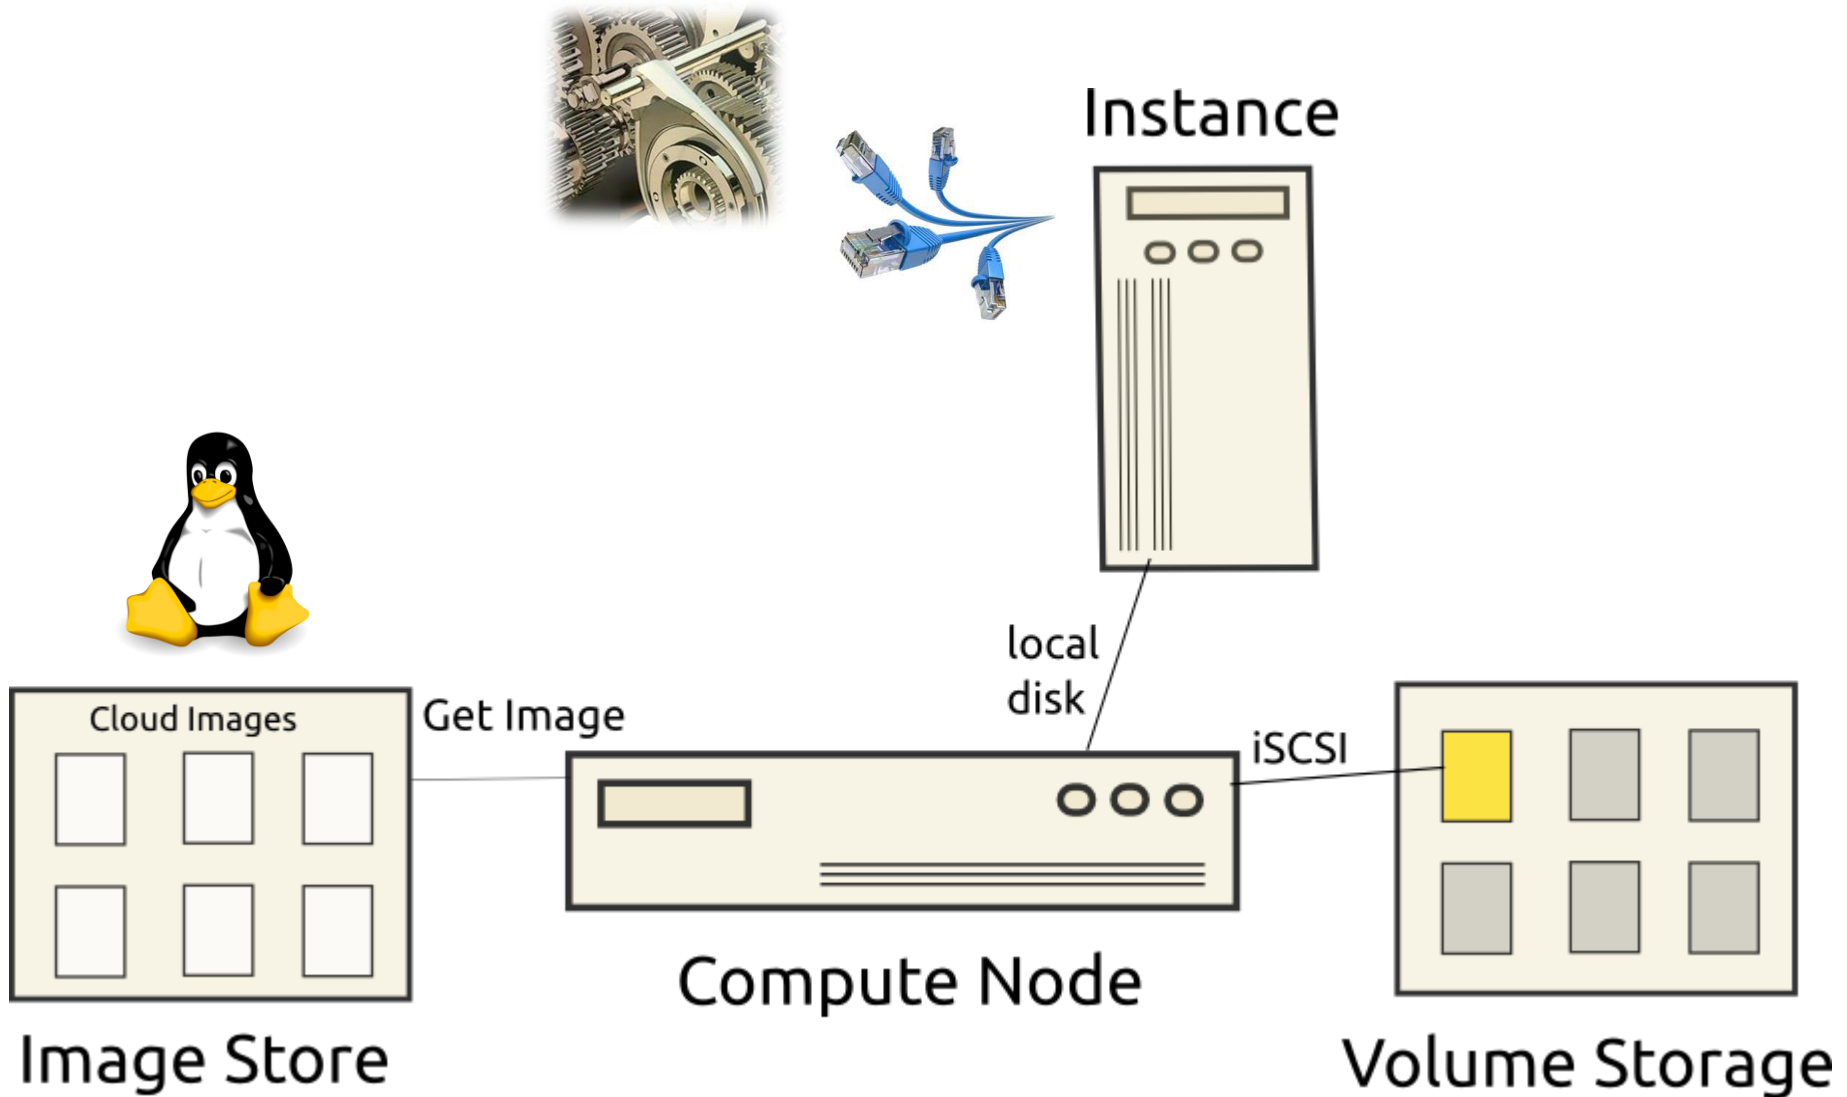 Instance
local
disk
Cloud Images
Get Image
iSCSI
Compute Node
Image Store
Volume Storage